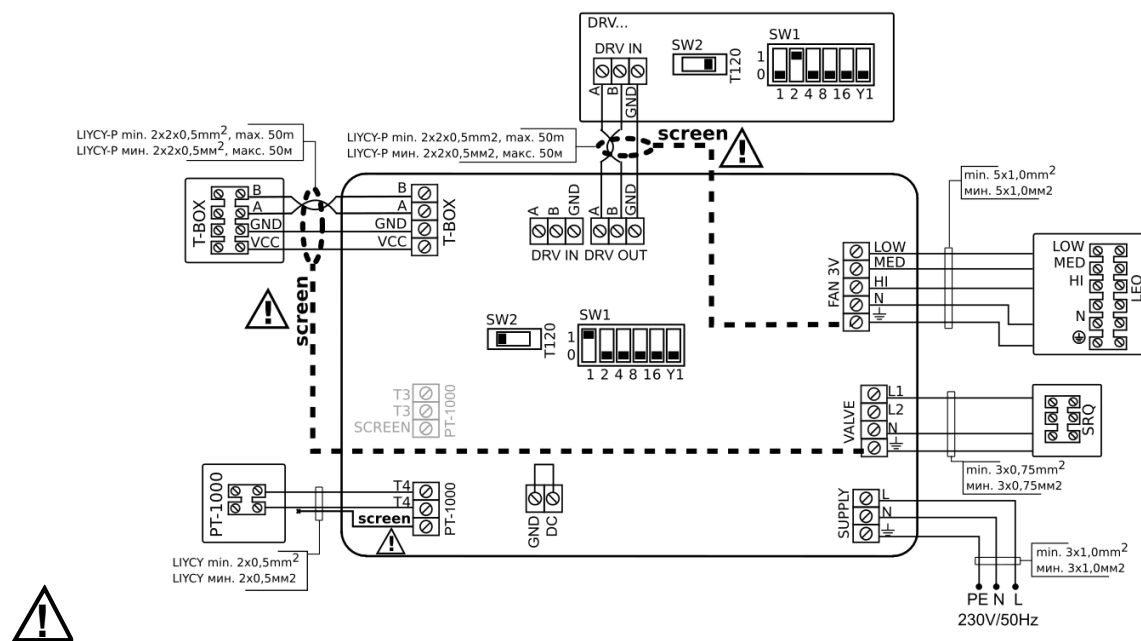 DRV...
DRV IN
SW2
SW1
T120
1
0
1 2 4 8 16 Y1
A
B
GND
LIYCY-P min. 2x2x0,5mm², max. 50m
LIYCY-P мин. 2x2x0,5мм², макс. 50м
LIYCY-P min. 2x2x0,5mm2, max. 50m
LIYCY-P мин. 2x2x0,5мм2, макс. 50м
screen
min. 5x1,0mm²
мин. 5x1,0мм2
T-BOX
B
A
GND
VCC
B
A
GND
VCC
T-BOX
A
B
GND
A
B
GND
DRV IN
DRV OUT
FAN 3V
LOW
MED
HI
N
LOW
MED
HI
N
LEO
screen
SW2
T120
SW1
1
0
1 2 4 8 16 Y1
T3
T3
SCREEN
PT-1000
VALVE
L1
L2
N
SRQ
min. 3x0,75mm²
мин. 3x0,75мм2
PT-1000
T4
T4
screen
PT-1000
GND
DC
SUPPLY
L
N
LIYCY min. 2x0,5mm²
LIYCY мин. 2x0,5мм2
min. 3x1,0mm²
мин. 3x1,0мм2
PE N L
230V/50Hz